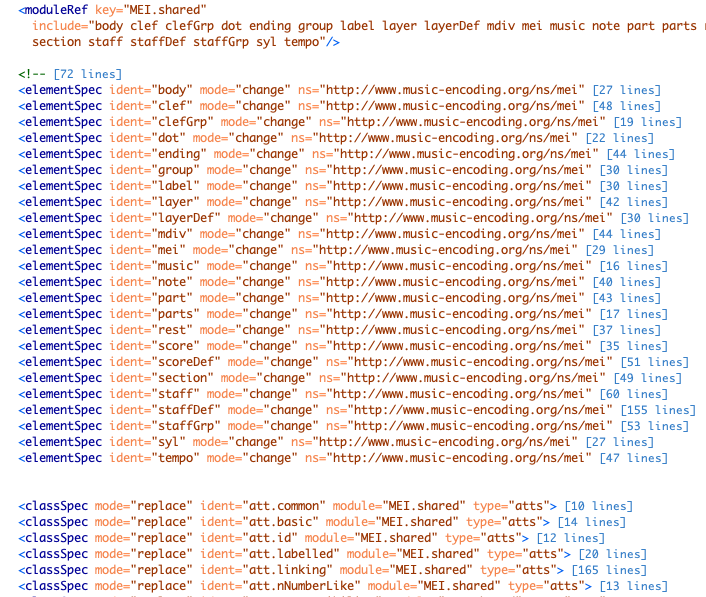 <moduleRef key="MEI.shared"
include="body clef clefGrp dot ending group label layer layerDef mdiv mei music note part parts
section staff staffDef staffGrp syl tempo"/>
<!-- [72 lines]
<elementSpec ident="body" mode="change" ns="http://www.music-encoding.org/ns/mei" [27 lines]
<elementSpec ident="clef" mode="change" ns="http://www.music-encoding.org/ns/mei" [48 lines]
<elementSpec ident="clefGrp" mode="change" ns="http://www.music-encoding.org/ns/mei" [19 lines]
<elementSpec ident="dot" mode="change" ns="http://www.music-encoding.org/ns/mei" [22 lines]
<elementSpec ident="ending" mode="change" ns="http://www.music-encoding.org/ns/mei" [44 lines]
<elementSpec ident="group" mode="change" ns="http://www.music-encoding.org/ns/mei" [30 lines]
<elementSpec ident="label" mode="change" ns="http://www.music-encoding.org/ns/mei" [30 lines]
<elementSpec ident="layer" mode="change" ns="http://www.music-encoding.org/ns/mei" [42 lines]
<elementSpec ident="layerDef" mode="change" ns="http://www.music-encoding.org/ns/mei" [30 lines]
<elementSpec ident="mdiv" mode="change" ns="http://www.music-encoding.org/ns/mei" [44 lines]
<elementSpec ident="mei" mode="change" ns="http://www.music-encoding.org/ns/mei" [29 lines]
<elementSpec ident="music" mode="change" ns="http://www.music-encoding.org/ns/mei" [16 lines]
<elementSpec ident="note" mode="change" ns="http://www.music-encoding.org/ns/mei" [40 lines]
<elementSpec ident="part" mode="change" ns="http://www.music-encoding.org/ns/mei" [43 lines]
<elementSpec ident="parts" mode="change" ns="http://www.music-encoding.org/ns/mei" [17 lines]
<elementSpec ident="rest" mode="change" ns="http://www.music-encoding.org/ns/mei" [37 lines]
<elementSpec ident="score" mode="change" ns="http://www.music-encoding.org/ns/mei" [35 lines]
<elementSpec ident="scoreDef" mode="change" ns="http://www.music-encoding.org/ns/mei" [51 lines]
<elementSpec ident="section" mode="change" ns="http://www.music-encoding.org/ns/mei" [49 lines]
<elementSpec ident="staff" mode="change" ns="http://www.music-encoding.org/ns/mei" [60 lines]
<elementSpec ident="staffDef" mode="change" ns="http://www.music-encoding.org/ns/mei" [155 lines]
<elementSpec ident="staffGrp" mode="change" ns="http://www.music-encoding.org/ns/mei" [53 lines]
<elementSpec ident="syl" mode="change" ns="http://www.music-encoding.org/ns/mei" [27 lines]
<elementSpec ident="tempo" mode="change" ns="http://www.music-encoding.org/ns/mei" [47 lines]
<classSpec mode="replace" ident="att.common" module="MEI.shared" type="atts"> [10 lines]
<classSpec mode="replace" ident="att.basic" module="MEI.shared" type="atts"> [14 lines]
<classSpec mode="replace" ident="att.id" module="MEI.shared" type="atts"> [12 lines]
<classSpec mode="replace" ident="att.labelled" module="MEI.shared" type="atts"> [20 lines]
<classSpec mode="replace" ident="att.linking" module="MEI.shared" type="atts"> [165 lines]
<classSpec mode="replace" ident="att.nNumberLike" module="MEI.shared" type="atts"> [13 lines]